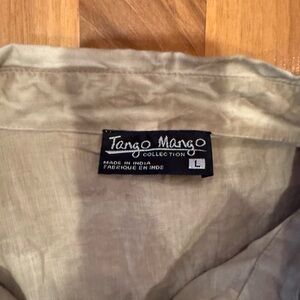 Tango Mango
COLLECTION
MADE IN INDIA
FABRIQUE EN INDE
L